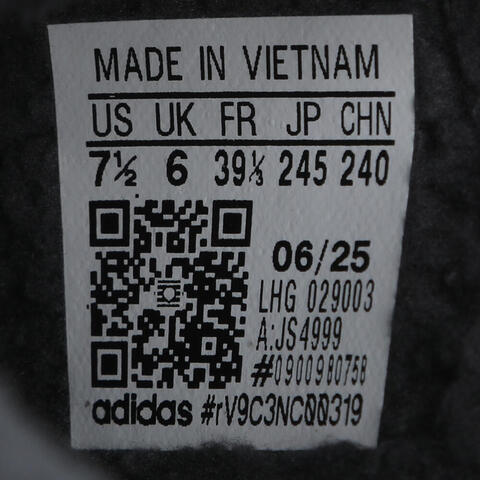 MADE IN VIETNAM
US UK FR JP CHN
7½ 6 39⅓ 245 240
06/25
LHG 029003
A:JS4999
#0900980758
adidas #rV9C3NC00319